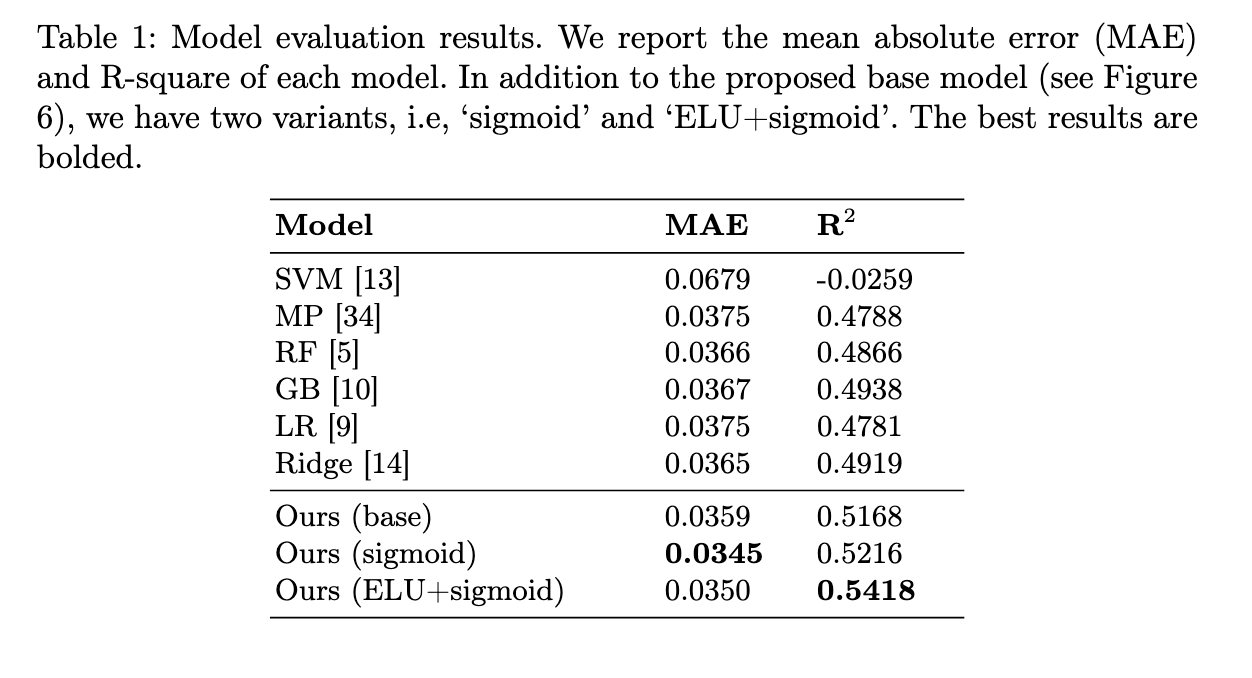 Table 1: Model evaluation results. We report the mean absolute error (MAE)
and R-square of each model. In addition to the proposed base model (see Figure
6), we have two variants, i.e, ‘sigmoid’ and ‘ELU+sigmoid’. The best results are
bolded.
Model MAE R²
SVM [13] 0.0679 -0.0259
MP [34] 0.0375 0.4788
RF [5] 0.0366 0.4866
GB [10] 0.0367 0.4938
LR [9] 0.0375 0.4781
Ridge [14] 0.0365 0.4919
Ours (base) 0.0359 0.5168
Ours (sigmoid) 0.0345 0.5216
Ours (ELU+sigmoid) 0.0350 0.5418